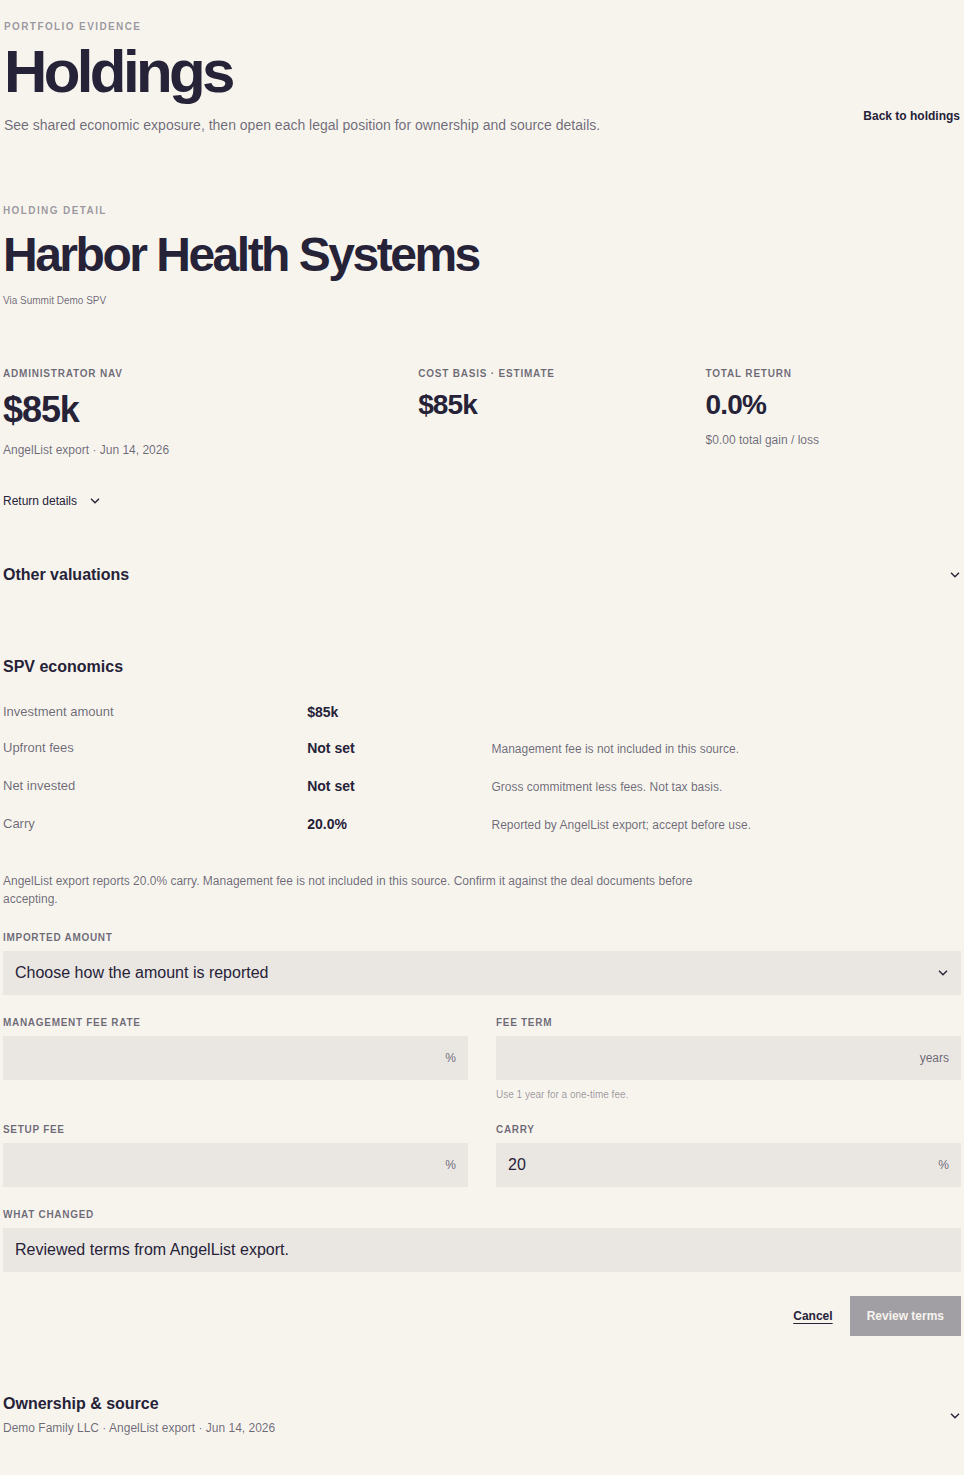 PORTFOLIO EVIDENCE
Holdings
See shared economic exposure, then open each legal position for ownership and source details.
Back to holdings
HOLDING DETAIL
Harbor Health Systems
Via Summit Demo SPV
ADMINISTRATOR NAV
$85k
AngelList export · Jun 14, 2026
COST BASIS · ESTIMATE
$85k
TOTAL RETURN
0.0%
$0.00 total gain / loss
Return details
Other valuations
SPV economics
Investment amount $85k
Upfront fees Not set Management fee is not included in this source.
Net invested Not set Gross commitment less fees. Not tax basis.
Carry 20.0% Reported by AngelList export; accept before use.
AngelList export reports 20.0% carry. Management fee is not included in this source. Confirm it against the deal documents before
accepting.
IMPORTED AMOUNT
Choose how the amount is reported
MANAGEMENT FEE RATE
%
FEE TERM
years
Use 1 year for a one-time fee.
SETUP FEE
%
CARRY
20 %
WHAT CHANGED
Reviewed terms from AngelList export.
Cancel
Review terms
Ownership & source
Demo Family LLC · AngelList export · Jun 14, 2026